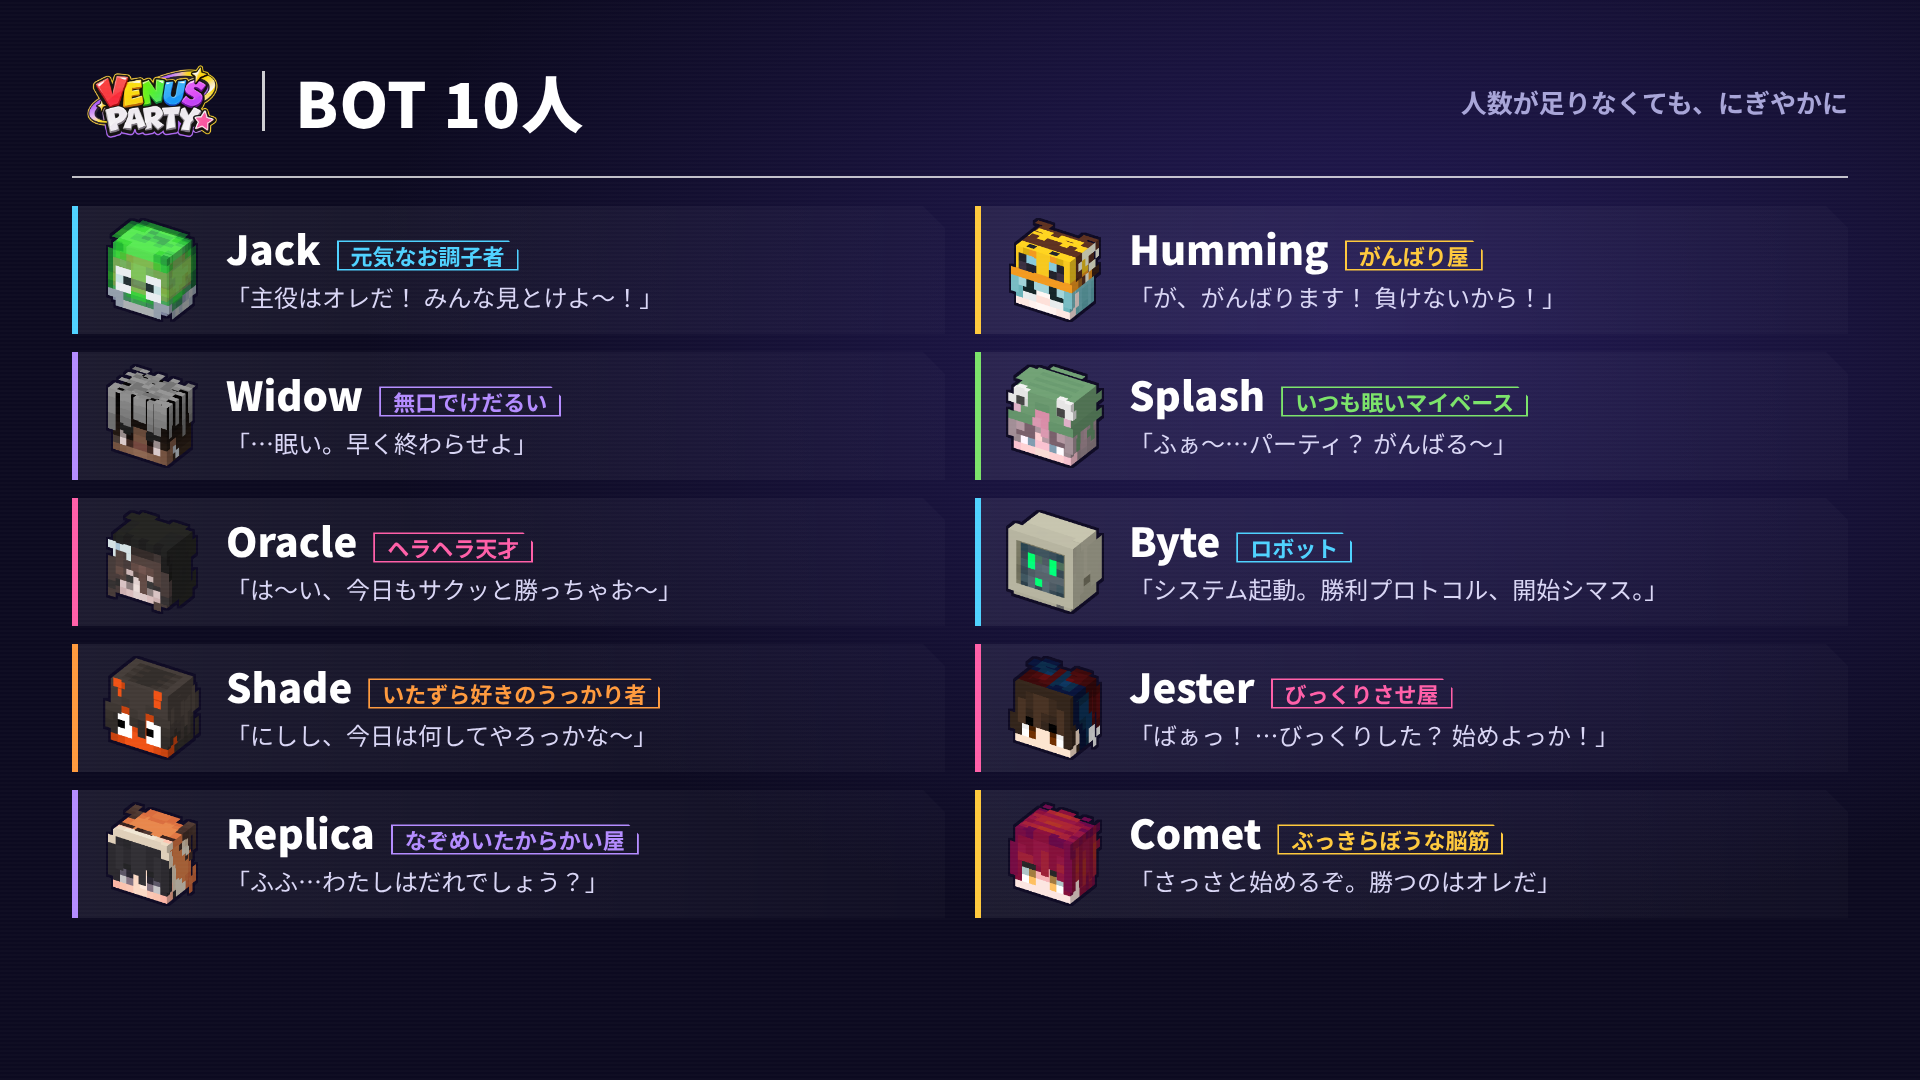 VENUS
PARTY
BOT 10人
人数が足りなくても、にぎやかに
Jack 元気なお調子者
「主役はオレだ！ みんな見とけよ〜！」
Widow 無口でけだるい
「…眠い。早く終わらせよ」
Oracle ヘラヘラ天才
「は〜い、今日もサクッと勝っちゃお〜」
Shade いたずら好きのうっかり者
「にしし、今日は何してやろっかな〜」
Replica なぞめいたからかい屋
「ふふ…わたしはだれでしょう？」
Humming がんばり屋
「が、がんばります！ 負けないから！」
Splash いつも眠いマイペース
「ふぁ〜…パーティ？ がんばる〜」
Byte ロボット
「システム起動。勝利プロトコル、開始シマス。」
Jester びっくりさせ屋
「ばぁっ！ …びっくりした？ 始めよっか！」
Comet ぶっきらぼうな脳筋
「さっさと始めるぞ。勝つのはオレだ」